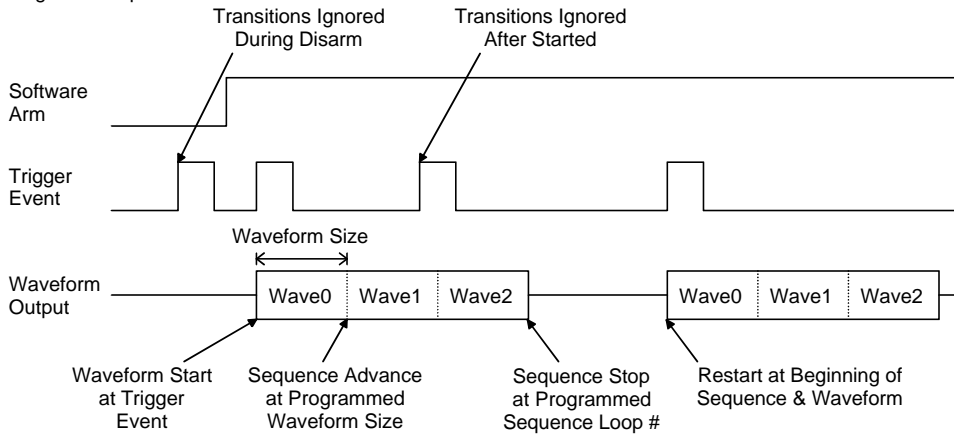 Transitions Ignored
During Disarm
Transitions Ignored
After Started
Software
Arm
Trigger
Event
Waveform Size
Waveform
Output
Wave0
Wave1
Wave2
Wave0
Wave1
Wave2
Waveform Start
at Trigger
Event
Sequence Advance
at Programmed
Waveform Size
Sequence Stop
at Programmed
Sequence Loop #
Restart at Beginning of
Sequence & Waveform